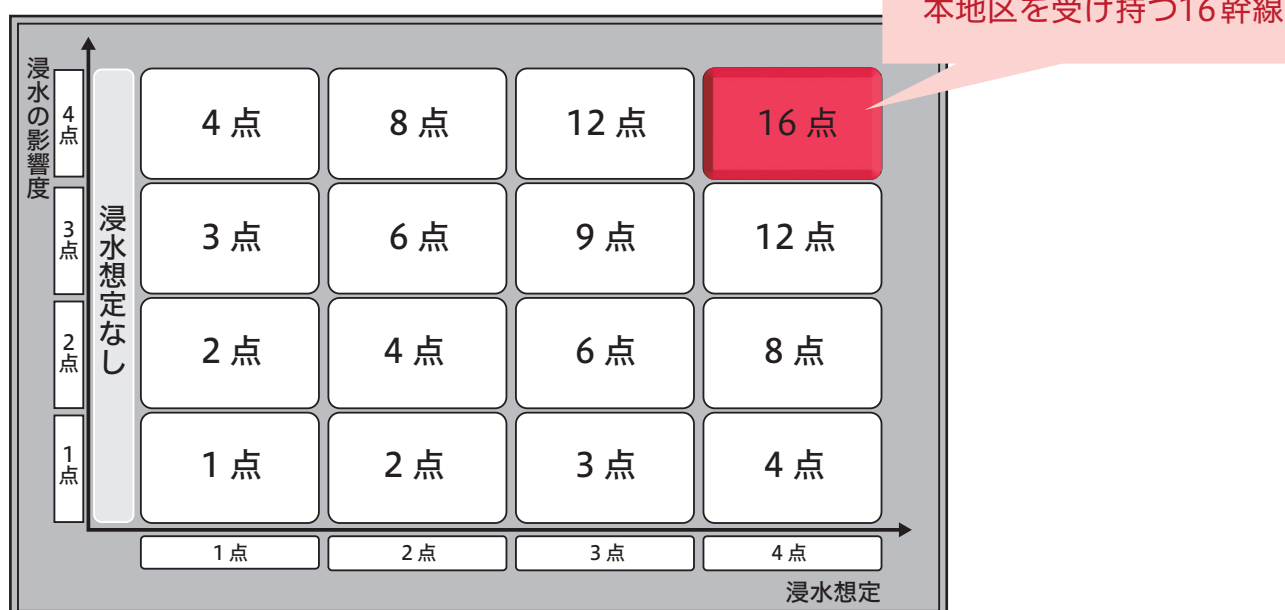 本地区を受け持つ16幹線
浸水の影響度
4点
4点
8点
12点
16点
浸水想定なし
3点
3点
6点
9点
12点
2点
2点
4点
6点
8点
1点
1点
2点
3点
4点
1点
2点
3点
4点
浸水想定